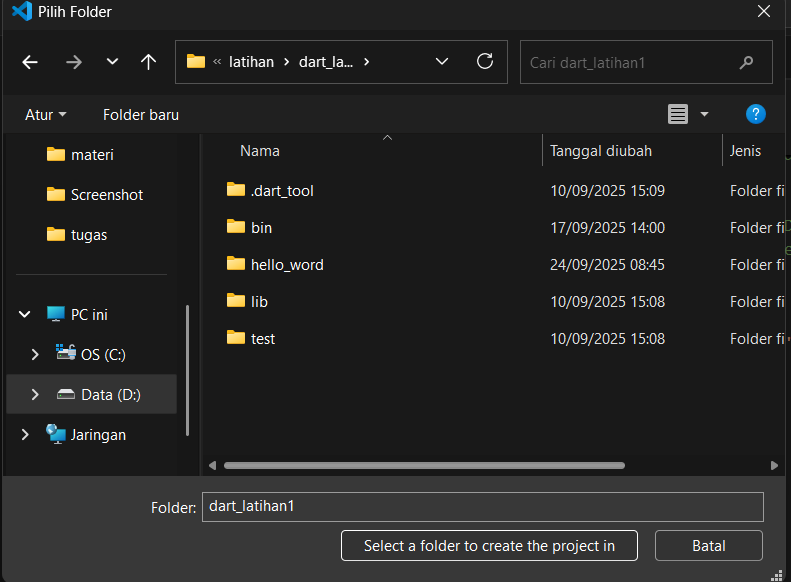 Pilih Folder
« latihan › dart_la... ›
Cari dart_latihan1
Atur
Folder baru
?
materi
Screenshot
tugas
PC ini
OS (C:)
Data (D:)
Jaringan
Nama Tanggal diubah Jenis
.dart_tool 10/09/2025 15:09 Folder fi
bin 17/09/2025 14:00 Folder fi
hello_word 24/09/2025 08:45 Folder fi
lib 10/09/2025 15:08 Folder fi
test 10/09/2025 15:08 Folder fi
Folder: dart_latihan1
Select a folder to create the project in
Batal